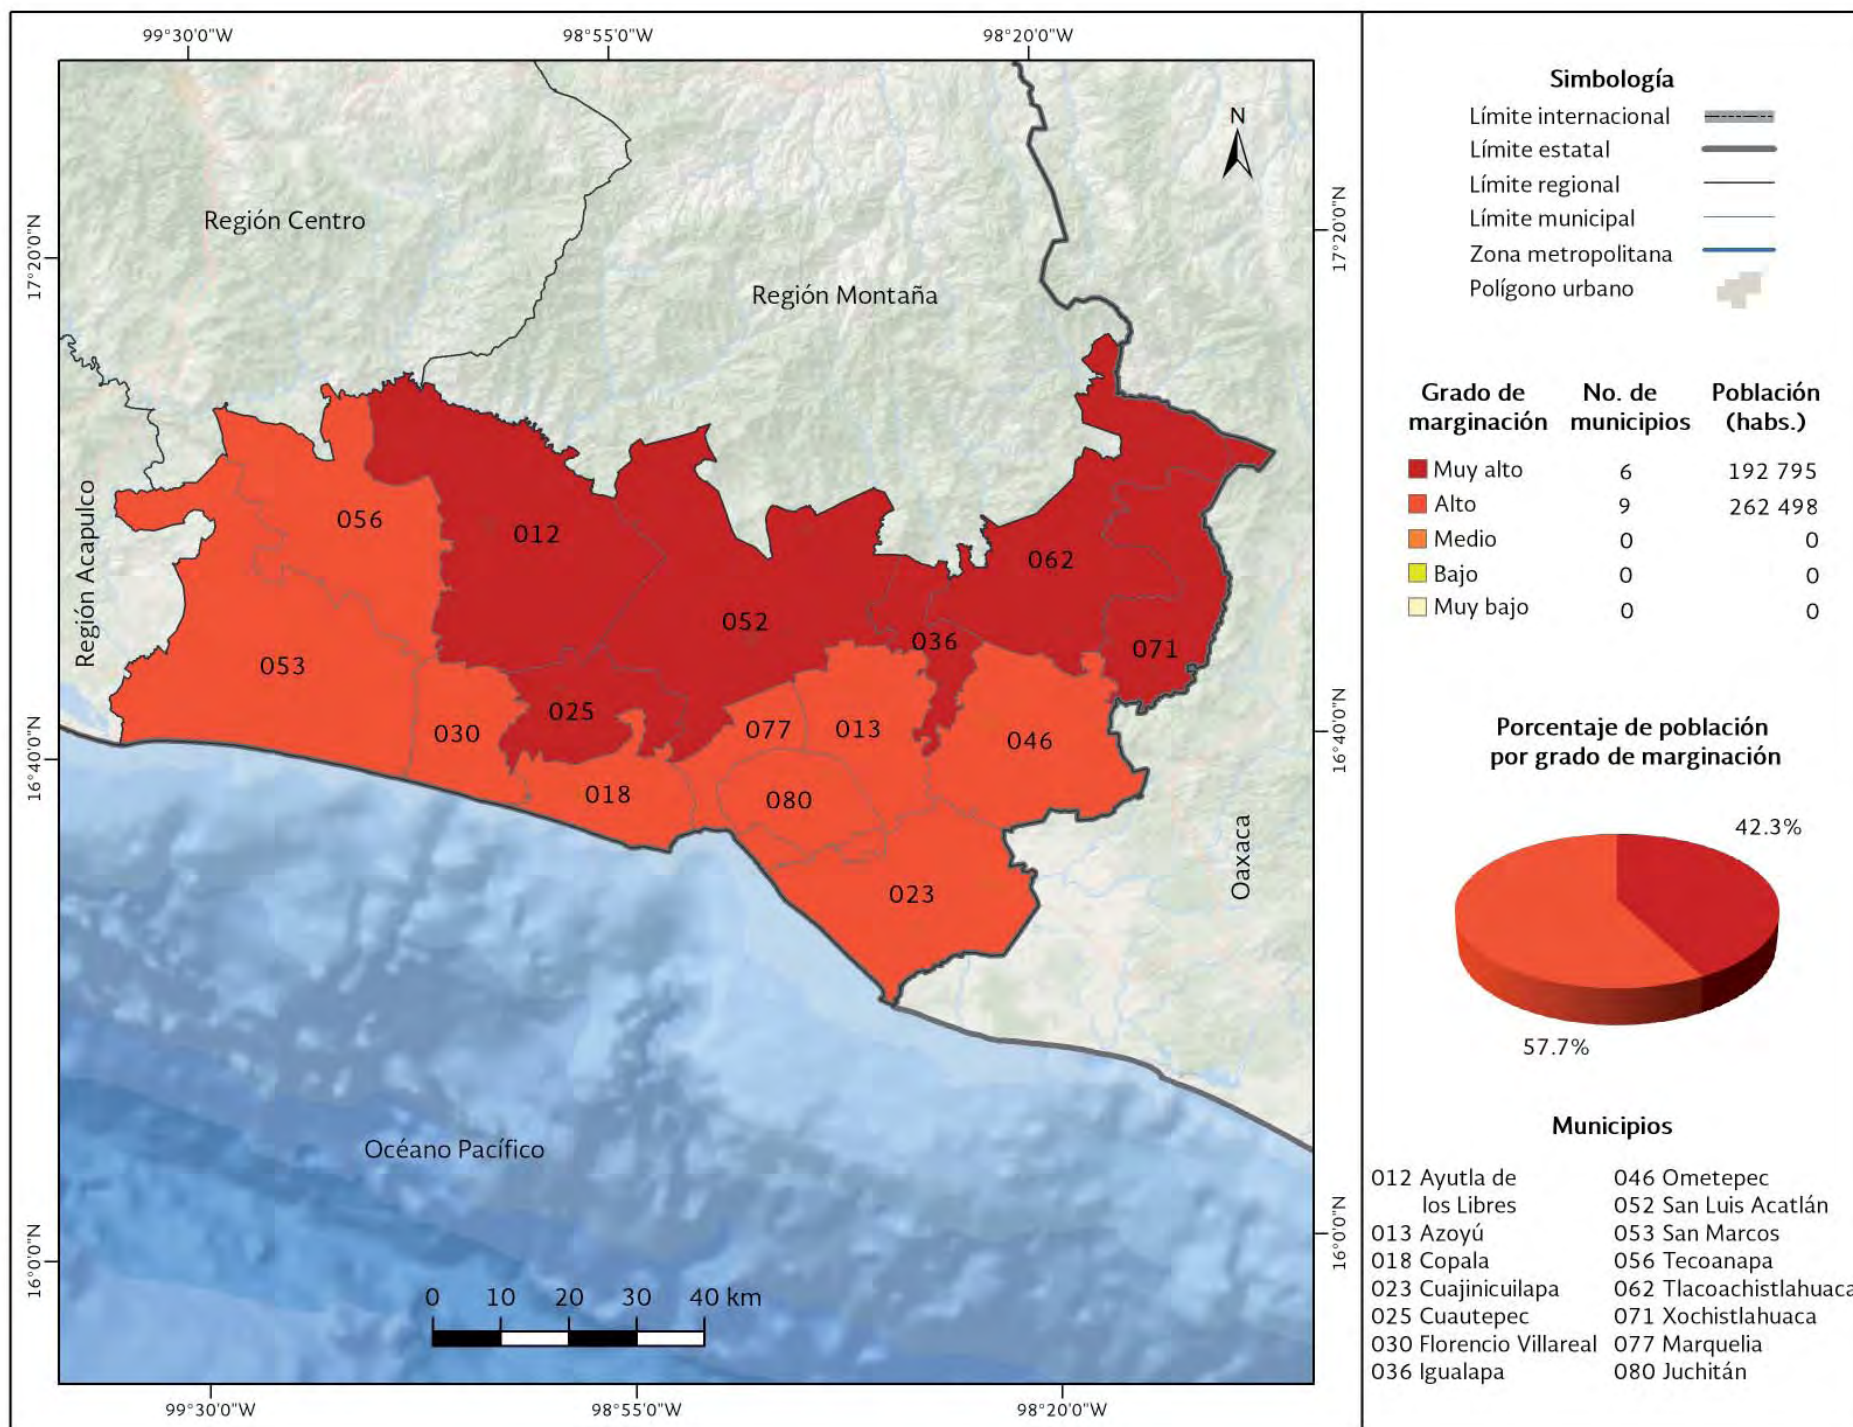 99°30'0"W
98°55'0"W
98°20'0"W
17°20'0"N
16°40'0"N
16°0'0"N
17°20'0"N
16°40'0"N
16°0'0"N
99°30'0"W
98°55'0"W
98°20'0"W
N
Región Centro
Región Montaña
Región Acapulco
Oaxaca
Océano Pacífico
056
012
062
052
036
071
053
025
030
077
013
046
018
080
023
0 10 20 30 40 km
Simbología
Límite internacional
Límite estatal
Límite regional
Límite municipal
Zona metropolitana
Polígono urbano
Grado de No. de Población
marginación municipios (habs.)
Muy alto 6 192 795
Alto 9 262 498
Medio 0 0
Bajo 0 0
Muy bajo 0 0
Porcentaje de población
por grado de marginación
42.3%
57.7%
Municipios
012 Ayutla de
los Libres
013 Azoyú
018 Copala
023 Cuajinicuilapa
025 Cuautepec
030 Florencio Villareal
036 Igualapa
046 Ometepec
052 San Luis Acatlán
053 San Marcos
056 Tecoanapa
062 Tlacoachistlahuaca
071 Xochistlahuaca
077 Marquelia
080 Juchitán